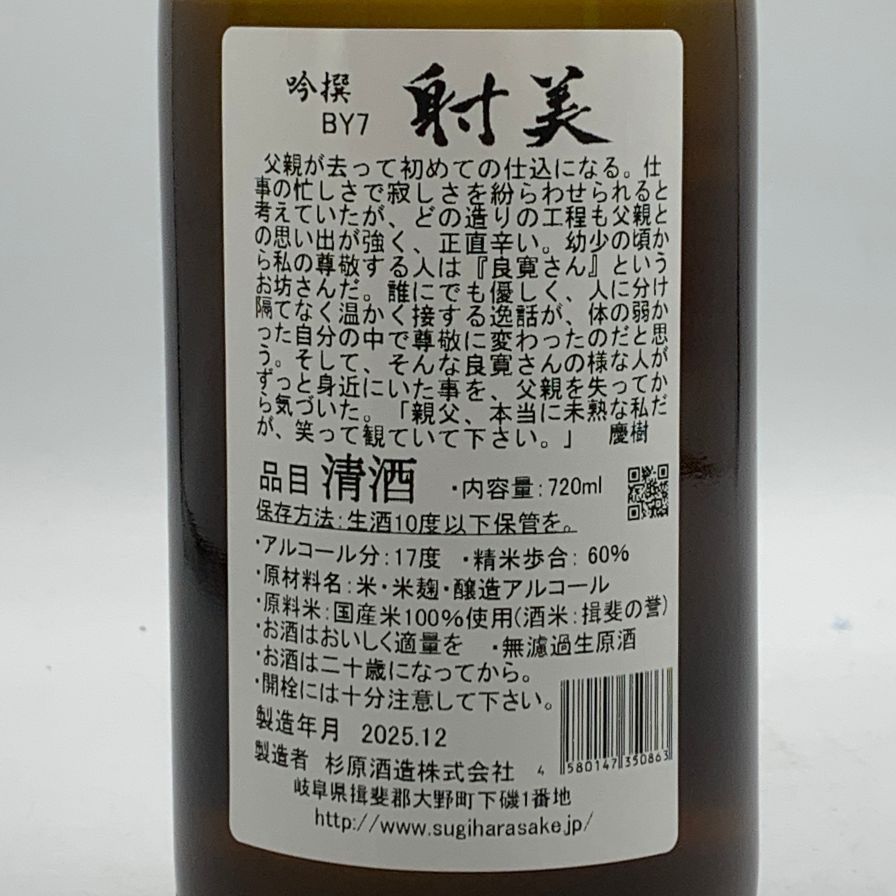 吟撰 射美
BY7
父親が去って初めての仕込になる。仕
事の忙しさで寂しさを紛らわせられると
考えていたが、どの造りの工程も父親と
の思い出が強く、正直辛い。幼少の頃か
ら私の尊敬する人は『良寛さん』という
お坊さんだ。誰にでも優しく、人に分け
隔てなく温かく接する逸話が、体の弱か
った自分の中で尊敬に変わったのだと思
う。そして、そんな良寛さんの様な人が
ずっと身近にいた事を、父親を失ってか
ら気づいた。「親父、本当に未熟な私だ
が、笑って観ていて下さい。」 慶樹
品目 清酒 ・内容量:720ml
保存方法:生酒10度以下保管を。
・アルコール分:17度 ・精米歩合:60%
・原材料名:米・米麹・醸造アルコール
・原料米:国産米100%使用(酒米:揖斐の誉)
・お酒はおいしく適量を ・無濾過生原酒
・お酒は二十歳になってから。
・開栓には十分注意して下さい。
製造年月 2025.12
製造者 杉原酒造株式会社
岐阜県揖斐郡大野町下磯1番地
http://www.sugiharasake.jp/
4 580147 350863